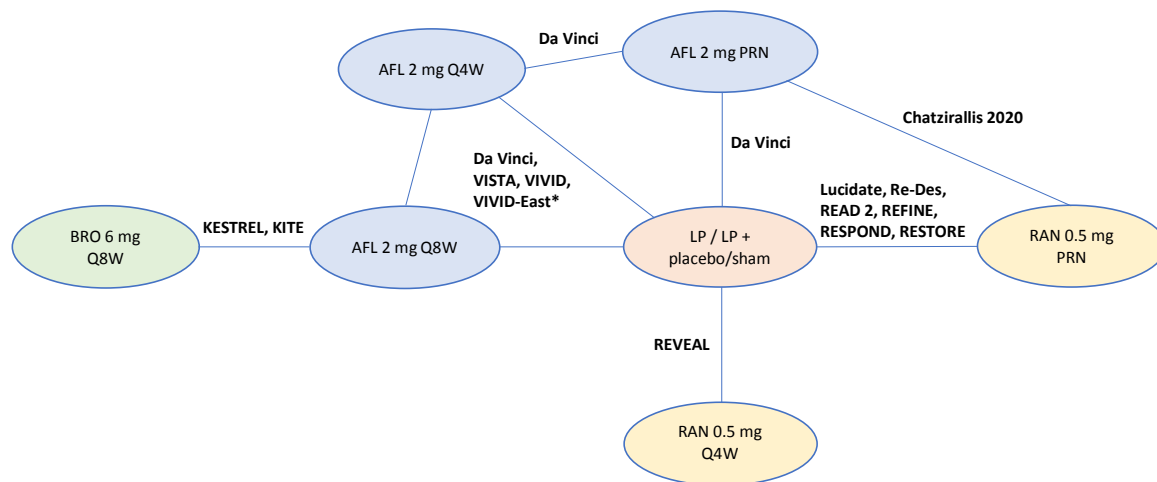 Da Vinci
AFL 2 mg Q4W
AFL 2 mg PRN
Chatzirallis 2020
Da Vinci
Da Vinci,
VISTA, VIVID,
VIVID-East*
Lucidate, Re-Des,
READ 2, REFINE,
RESPOND, RESTORE
KESTREL, KITE
BRO 6 mg
Q8W
AFL 2 mg Q8W
LP / LP +
placebo/sham
RAN 0.5 mg
PRN
REVEAL
RAN 0.5 mg
Q4W